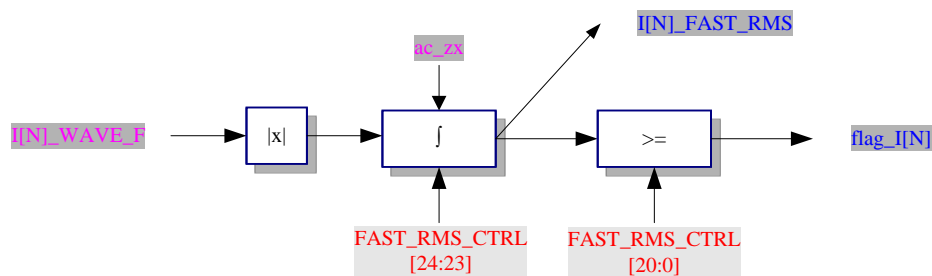 I[N]_FAST_RMS
ac_zx
I[N]_WAVE_F
|x|
∫
>=
flag_I[N]
FAST_RMS_CTRL
[24:23]
FAST_RMS_CTRL
[20:0]